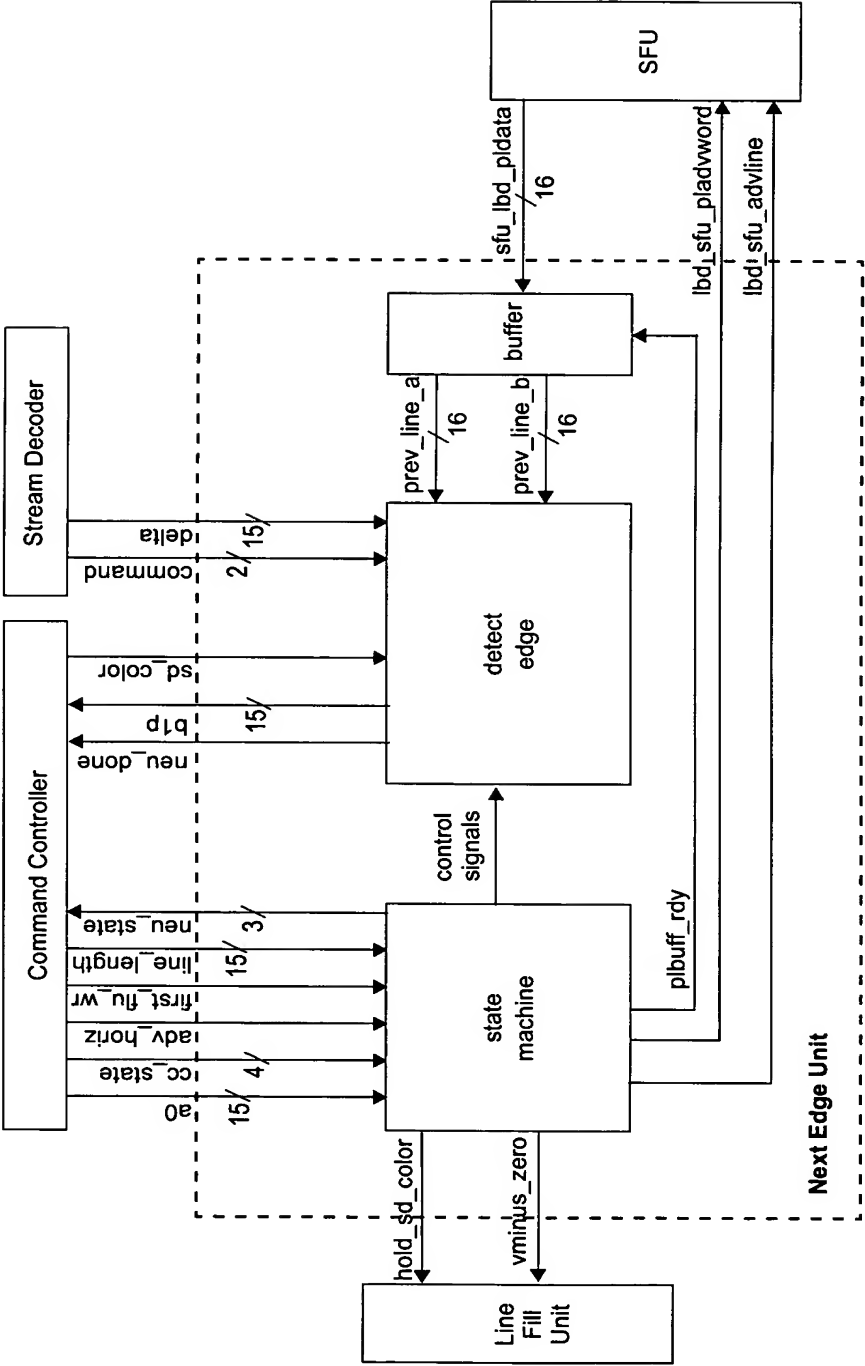 Command Controller
Stream Decoder
a0
15
cc_state
4
adv_horiz
first_flu_wr
line_length
15
neu_state
3
neu_done
b1p
15
sd_color
command
2
delta
15
hold_sd_color
vminus_zero
Line
Fill
Unit
state
machine
control
signals
detect
edge
prev_line_a
16
prev_line_b
16
buffer
sfu_lbd_pldata
16
SFU
plbuff_rdy
lbd_sfu_pladvword
lbd_sfu_advline
Next Edge Unit